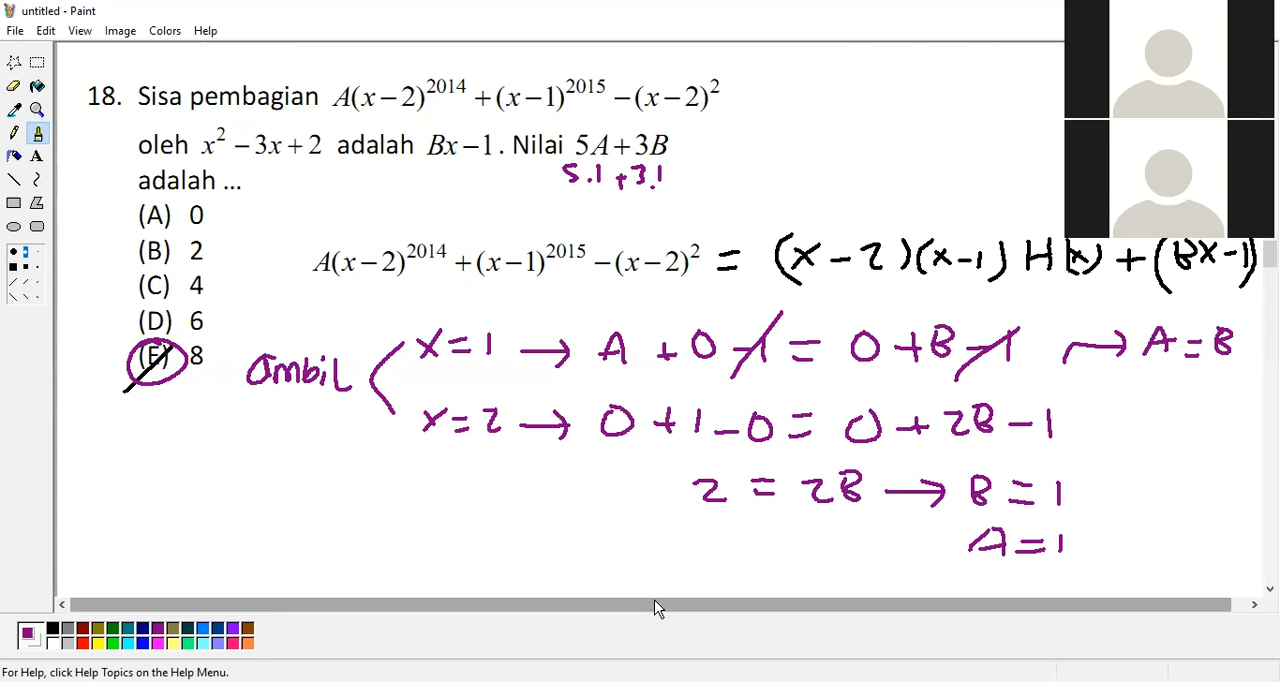 untitled - Paint
File Edit View Image Colors Help
18. Sisa pembagian A(x−2)^2014 + (x−1)^2015 − (x−2)^2
oleh x^2 − 3x + 2 adalah Bx − 1. Nilai 5A + 3B
5.1 + 3.1
adalah ...
(A) 0
(B) 2
(C) 4
(D) 6
(E) 8
A(x−2)^2014 + (x−1)^2015 − (x−2)^2 = (x−2)(x−1) H(x) + (Bx−1)
ambil
x=1 → A + 0 − 1 = 0 + B − 1 → A = B
x=2 → 0 + 1 − 0 = 0 + 2B − 1
2 = 2B → B = 1
A = 1
For Help, click Help Topics on the Help Menu.